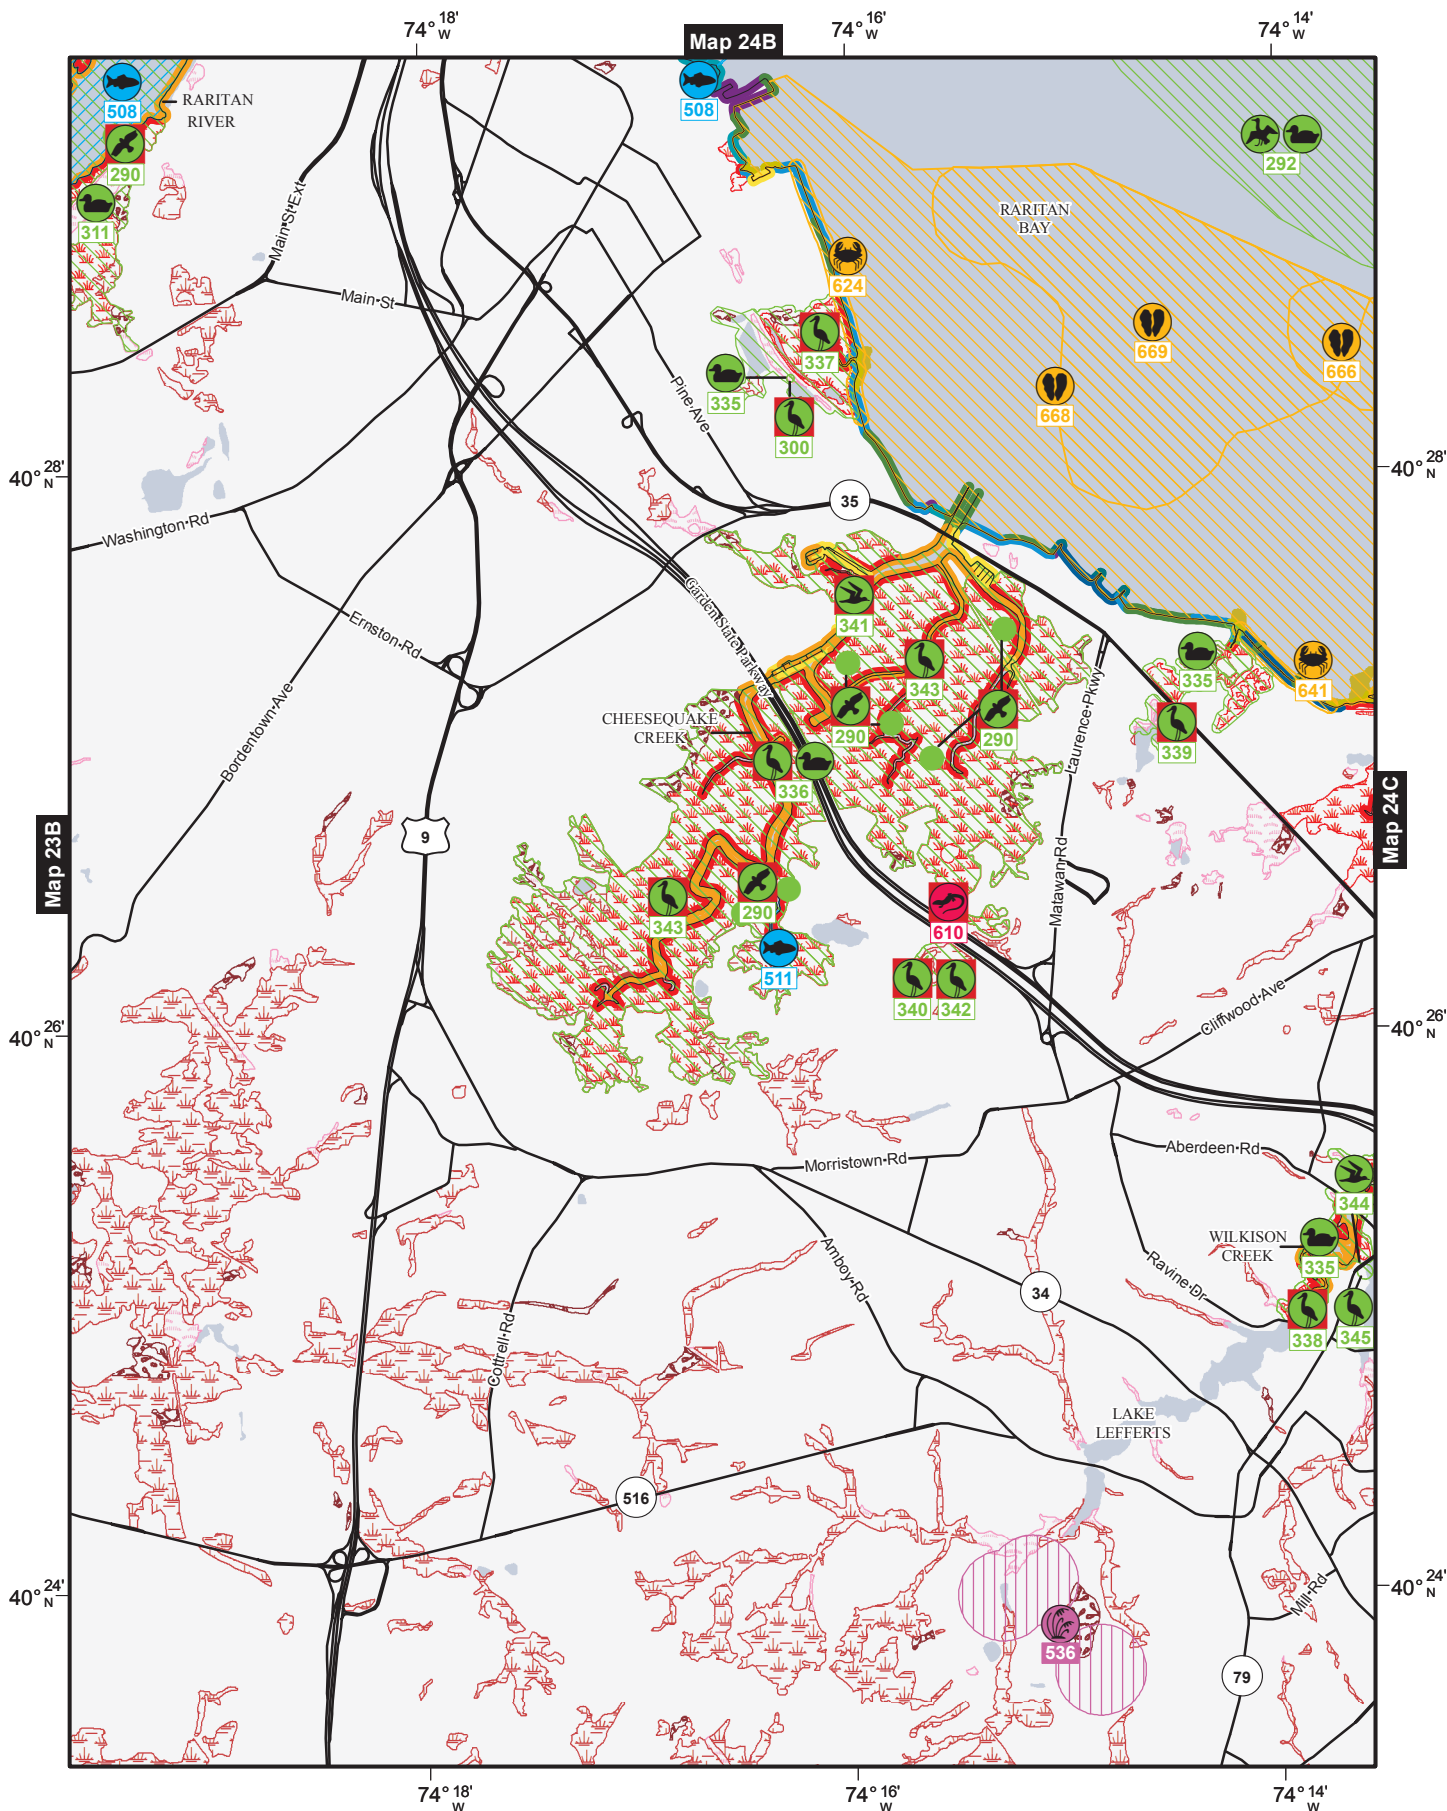 74° 18' W
Map 24B
74° 16' W
74° 14' W
508
RARITAN
RIVER
290
311
508
292
RARITAN
BAY
Main St Ext
Main St
624
337
335
300
669
666
668
Pine Ave
40° 28' N
40° 28' N
35
Washington Rd
Garden State Parkway
Ernston Rd
341
343
335
641
Bordentown Ave
CHEESEQUAKE
CREEK
290
290
339
Laurence Pkwy
336
9
Map 23B
Map 24C
Matawan Rd
343
290
610
511
340
342
Cliffwood Ave
40° 26' N
40° 26' N
Morristown Rd
Aberdeen Rd
344
WILKISON
CREEK
335
Amboy Rd
Ravine Dr
34
338
345
Cottrell Rd
LAKE
LEFFERTS
516
40° 24' N
40° 24' N
Mill Rd
536
79
74° 18' W
74° 16' W
74° 14' W